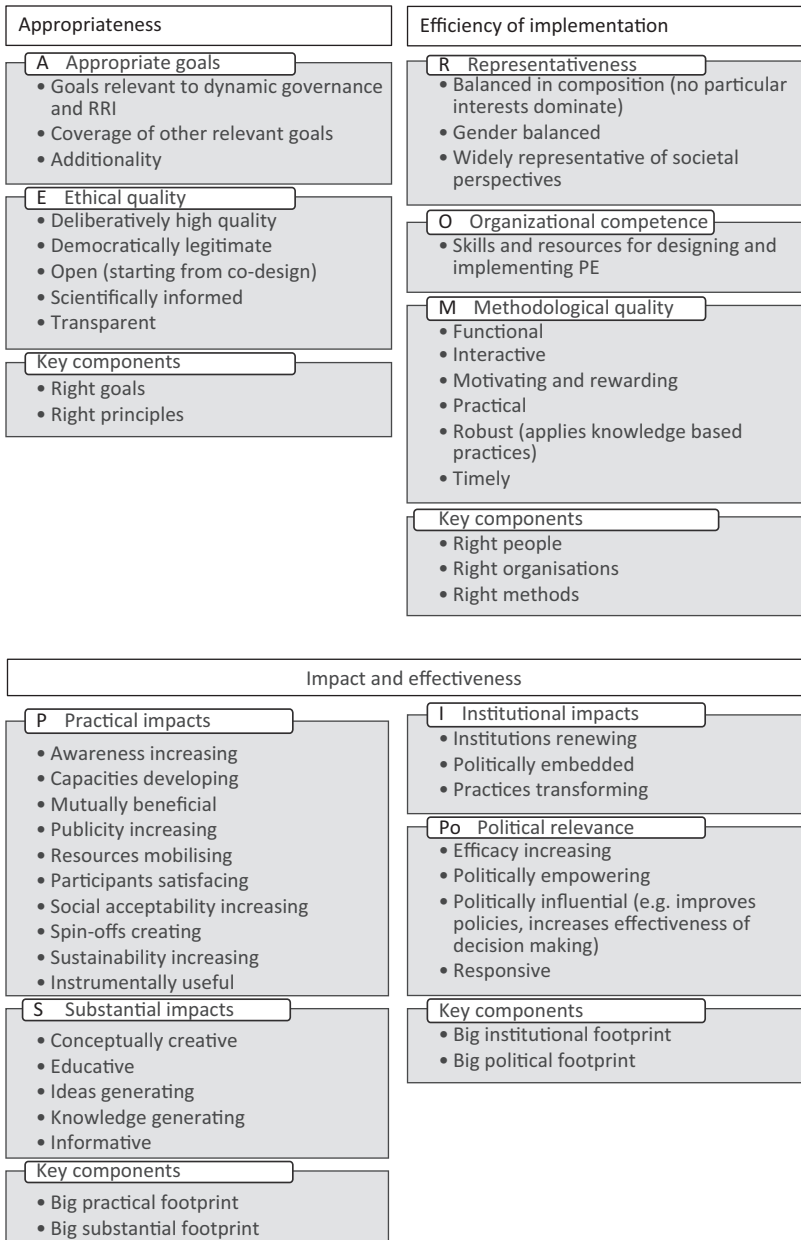 Appropriateness
A Appropriate goals
• Goals relevant to dynamic governance
and RRI
• Coverage of other relevant goals
• Additionality
E Ethical quality
• Deliberatively high quality
• Democratically legitimate
• Open (starting from co-design)
• Scientifically informed
• Transparent
Key components
• Right goals
• Right principles
Efficiency of implementation
R Representativeness
• Balanced in composition (no particular
interests dominate)
• Gender balanced
• Widely representative of societal
perspectives
O Organizational competence
• Skills and resources for designing and
implementing PE
M Methodological quality
• Functional
• Interactive
• Motivating and rewarding
• Practical
• Robust (applies knowledge based
practices)
• Timely
Key components
• Right people
• Right organisations
• Right methods
Impact and effectiveness
P Practical impacts
• Awareness increasing
• Capacities developing
• Mutually beneficial
• Publicity increasing
• Resources mobilising
• Participants satisfacing
• Social acceptability increasing
• Spin-offs creating
• Sustainability increasing
• Instrumentally useful
S Substantial impacts
• Conceptually creative
• Educative
• Ideas generating
• Knowledge generating
• Informative
Key components
• Big practical footprint
• Big substantial footprint
I Institutional impacts
• Institutions renewing
• Politically embedded
• Practices transforming
Po Political relevance
• Efficacy increasing
• Politically empowering
• Politically influential (e.g. improves
policies, increases effectiveness of
decision making)
• Responsive
Key components
• Big institutional footprint
• Big political footprint